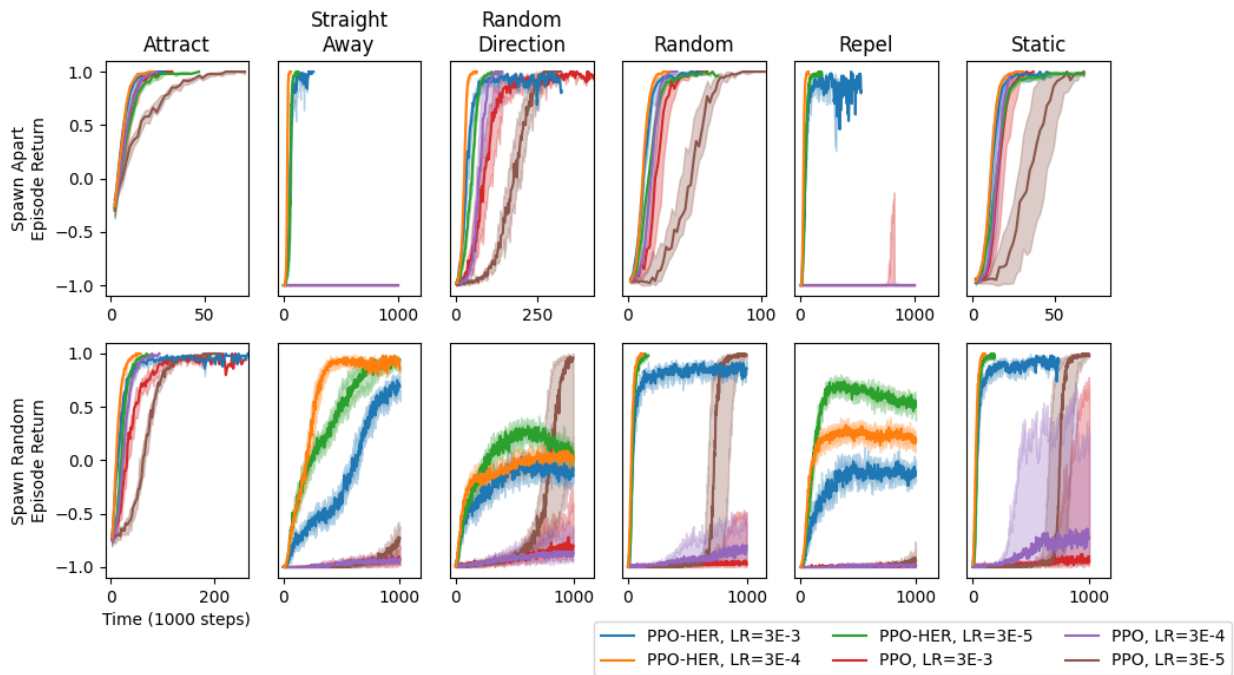 Attract
Straight
Away
Random
Direction
Random
Repel
Static
Spawn Apart
Episode Return
1.0
0.5
0.0
−0.5
−1.0
0 50
0 1000
0 250
0 100
0 1000
0 50
Spawn Random
Episode Return
1.0
0.5
0.0
−0.5
−1.0
0 200
0 1000
0 1000
0 1000
0 1000
0 1000
Time (1000 steps)
PPO-HER, LR=3E-3
PPO-HER, LR=3E-4
PPO-HER, LR=3E-5
PPO, LR=3E-3
PPO, LR=3E-4
PPO, LR=3E-5